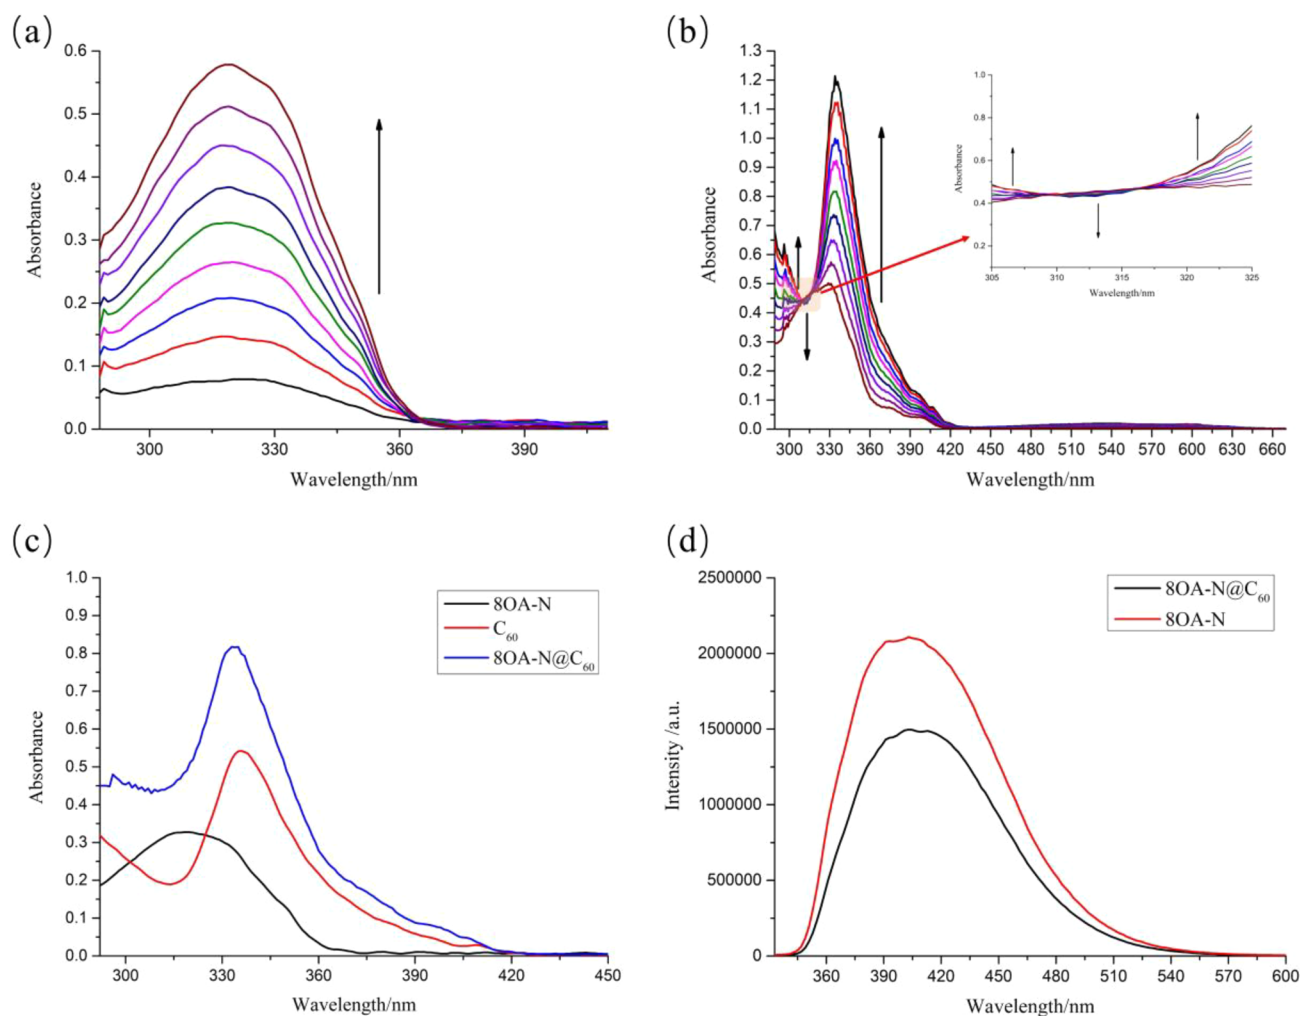 (a)
0.6
0.5
0.4
0.3
0.2
0.1
0.0
Absorbance
300 330 360 390
Wavelength/nm
(b)
1.3
1.2
1.1
1.0
0.9
0.8
0.7
0.6
0.5
0.4
0.3
0.2
0.1
0.0
Absorbance
300 330 360 390 420 450 480 510 540 570 600 630 660
Wavelength/nm
1.0
0.8
0.6
0.4
0.2
Absorbance
305 310 315 320 325
Wavelength/nm
(c)
1.0
0.9
0.8
0.7
0.6
0.5
0.4
0.3
0.2
0.1
0.0
Absorbance
8OA-N
C60
8OA-N@C60
300 330 360 390 420 450
Wavelength/nm
(d)
2500000
2000000
1500000
1000000
500000
0
Intensity /a.u.
8OA-N@C60
8OA-N
360 390 420 450 480 510 540 570 600
Wavelength/nm